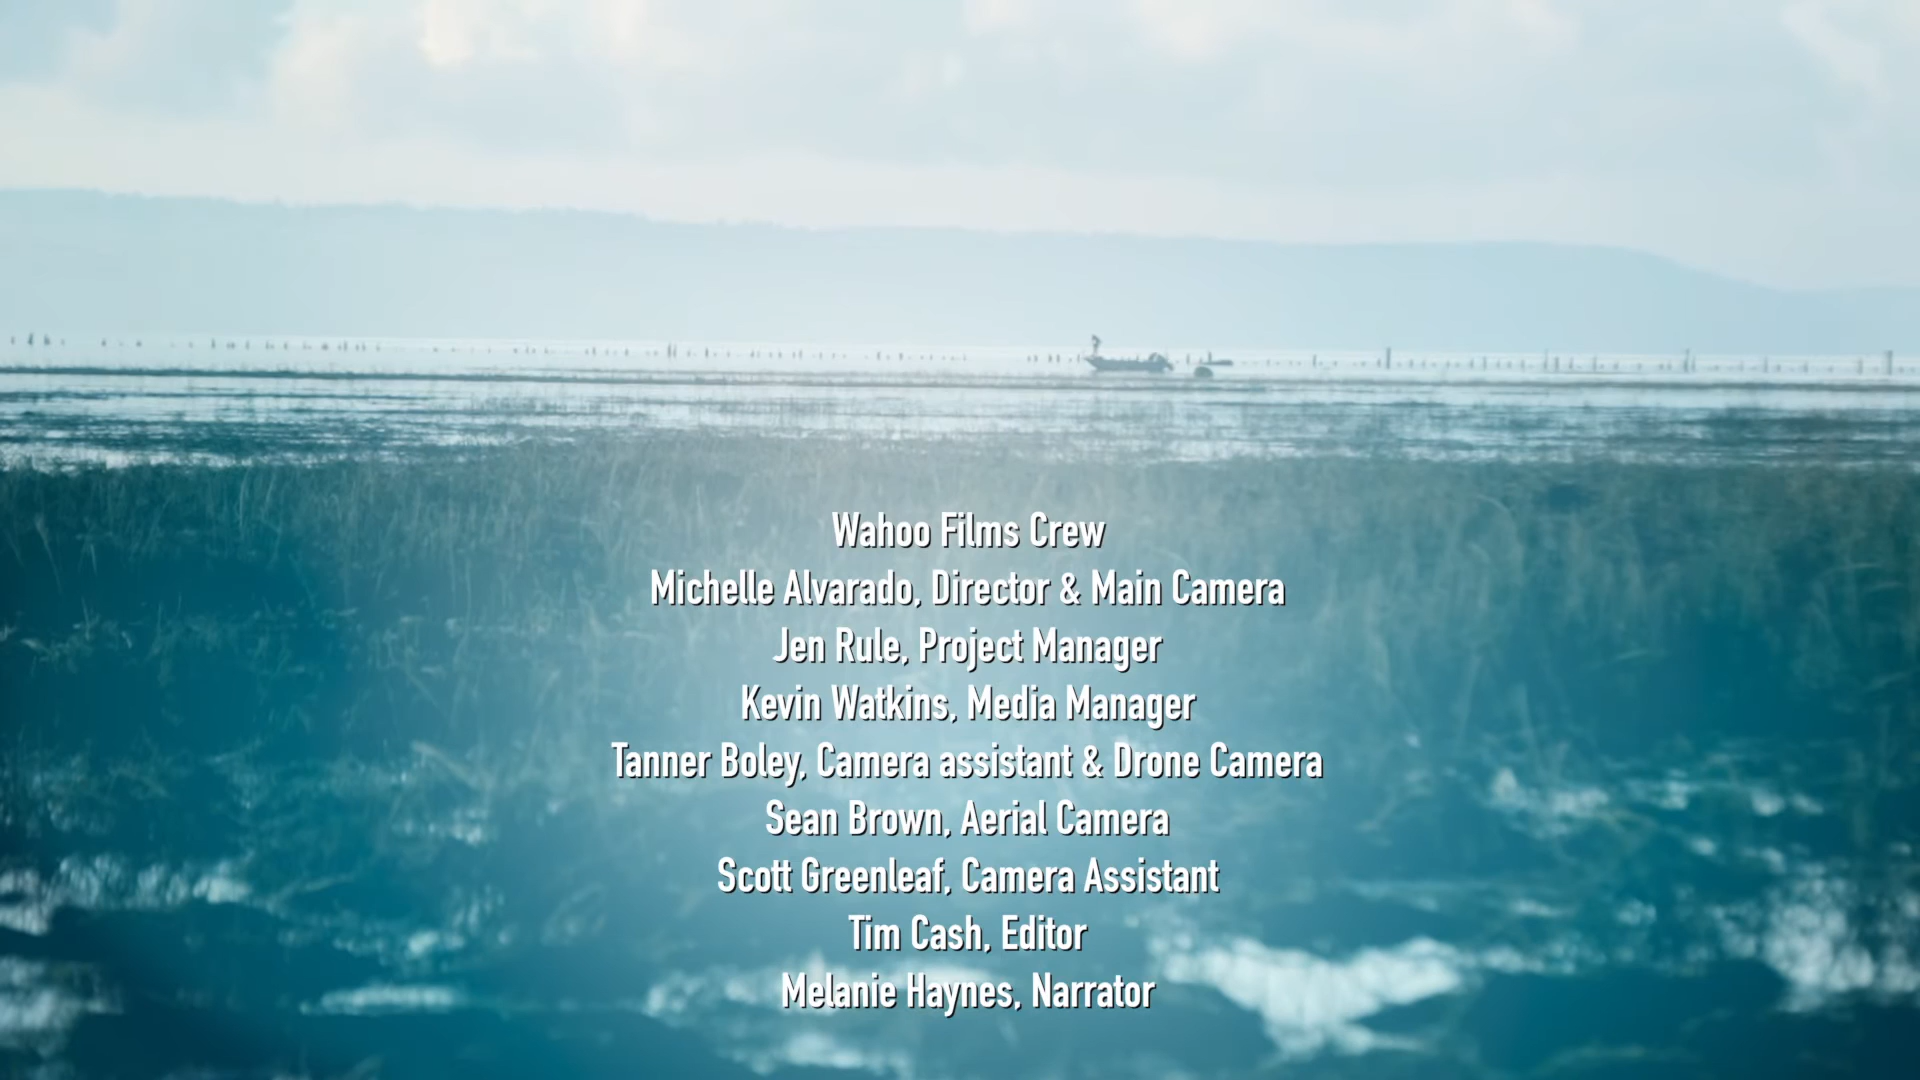 Wahoo Films Crew
Michelle Alvarado, Director & Main Camera
Jen Rule, Project Manager
Kevin Watkins, Media Manager
Tanner Boley, Camera assistant & Drone Camera
Sean Brown, Aerial Camera
Scott Greenleaf, Camera Assistant
Tim Cash, Editor
Melanie Haynes, Narrator